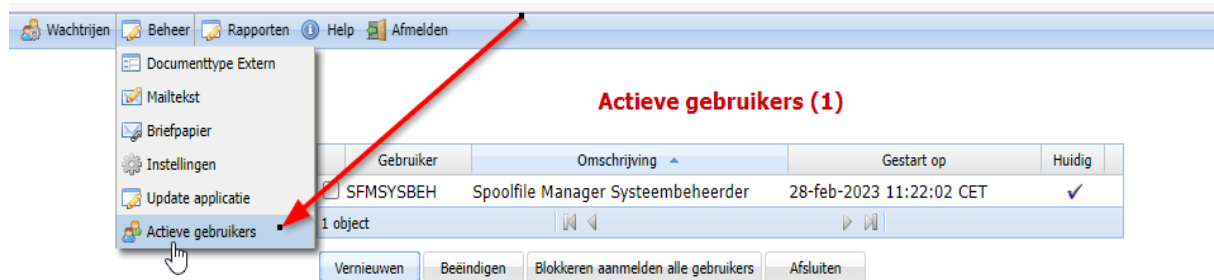 Wachtrijen Beheer Rapporten Help Afmelden
Documenttype Extern
Mailtekst
Briefpapier
Instellingen
Update applicatie
Actieve gebruikers
Actieve gebruikers (1)
Gebruiker Omschrijving Gestart op Huidig
SFMSYSBEH Spoolfile Manager Systeembeheerder 28-feb-2023 11:22:02 CET
1 object
Vernieuwen Beëindigen Blokkeren aanmelden alle gebruikers Afsluiten